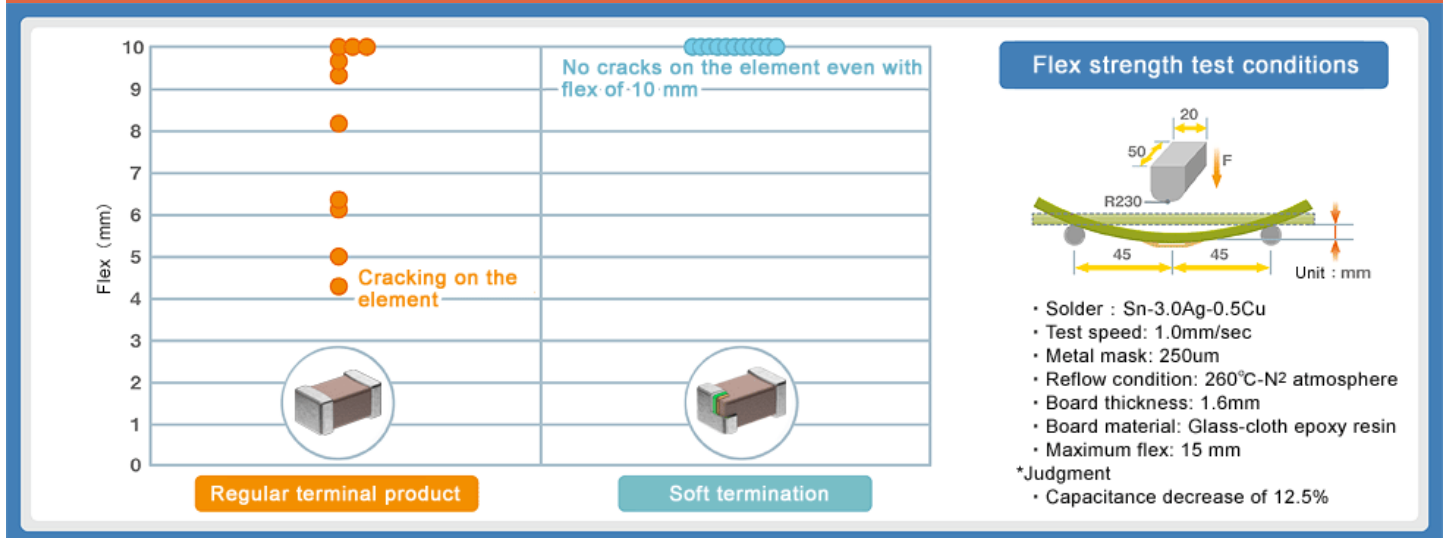 10
9
8
7
6
5
4
3
2
1
0
Flex (mm)
Cracking on the
element
No cracks on the element even with
flex of 10 mm
Regular terminal product
Soft termination
Flex strength test conditions
20
50
F
R230
45
45
Unit : mm
・Solder : Sn-3.0Ag-0.5Cu
・Test speed: 1.0mm/sec
・Metal mask: 250um
・Reflow condition: 260℃-N2 atmosphere
・Board thickness: 1.6mm
・Board material: Glass-cloth epoxy resin
・Maximum flex: 15 mm
*Judgment
・Capacitance decrease of 12.5%